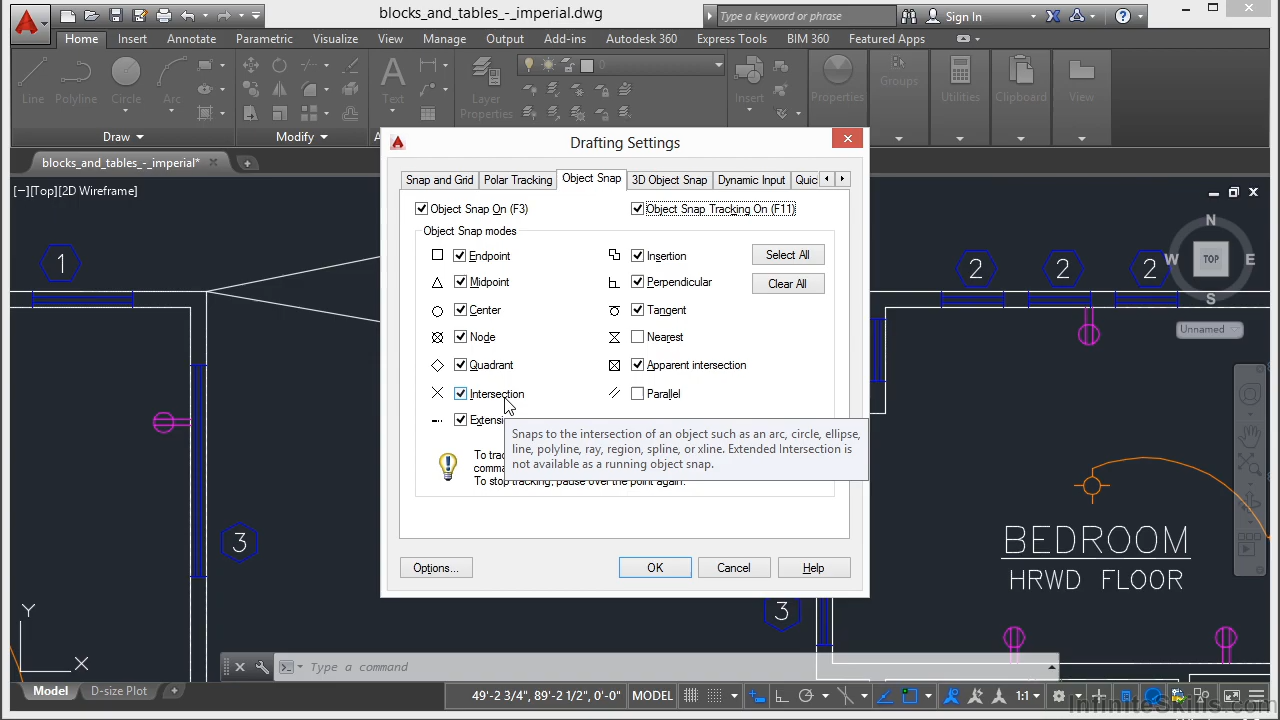 blocks_and_tables_-_imperial.dwg
Type a keyword or phrase
Sign In
Home Insert Annotate Parametric Visualize View Manage Output Add-ins Autodesk 360 Express Tools BIM 360 Featured Apps
Line Polyline Circle Arc Text Layer Properties 0 Insert Properties Groups Utilities Clipboard View
Draw Modify A
blocks_and_tables_-_imperial*
[−][Top][2D Wireframe]
Drafting Settings
Snap and Grid Polar Tracking Object Snap 3D Object Snap Dynamic Input Quic
Object Snap On (F3) Object Snap Tracking On (F11)
Object Snap modes
Endpoint Insertion Select All
Midpoint Perpendicular Clear All
Center Tangent
Node Nearest
Quadrant Apparent intersection
Intersection Parallel
Extensi
Snaps to the intersection of an object such as an arc, circle, ellipse,
line, polyline, ray, region, spline, or xline. Extended Intersection is
not available as a running object snap.
To trac
comma
To stop tracking, pause over the point again.
Options... OK Cancel Help
1
3
2 2 2
N
W TOP E
S
Unnamed
BEDROOM
HRWD FLOOR
3
Y
X
Type a command
Model D-size Plot
49'-2 3/4", 89'-2 1/2", 0'-0" MODEL 1:1
InfiniteSkills.com